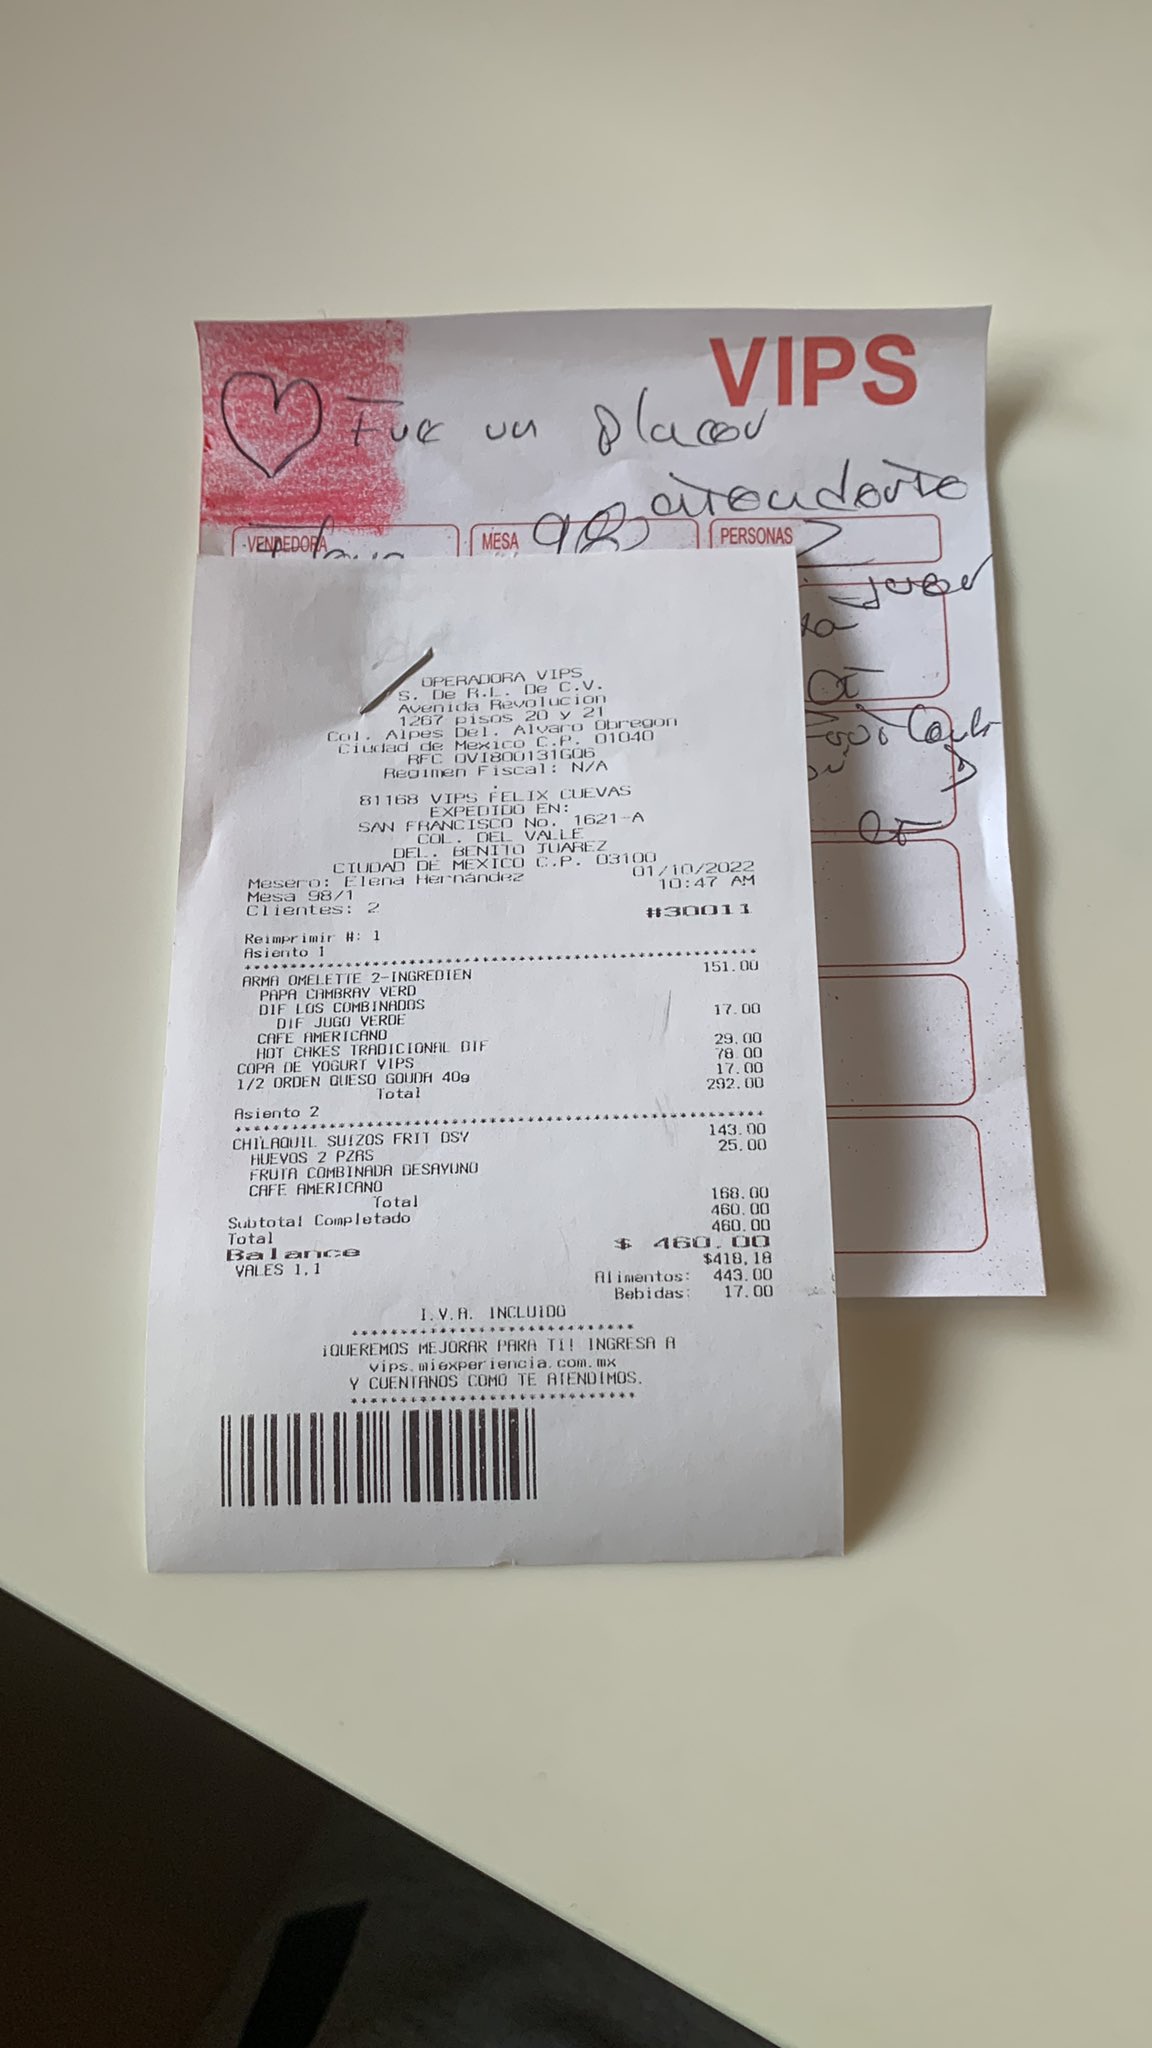 VIPS
Fue un placer
atenderte
VENDEDORA
MESA 98
PERSONAS
OPERADORA VIPS
S. De R.L. De C.V.
Avenida Revolucion
1267 pisos 20 y 21
Col. Alpes Del. Alvaro Obregon
Ciudad de Mexico C.P. 01040
RFC OVI800131GQ6
Regimen Fiscal: N/A
81168 VIPS FELIX CUEVAS
EXPEDIDO EN:
SAN FRANCISCO No. 1621-A
COL. DEL VALLE
DEL. BENITO JUAREZ
CIUDAD DE MEXICO C.P. 03100
Mesero: Elena Hernández 01/10/2022
Mesa 98/1 10:47 AM
Clientes: 2 #30011
Reimprimir #: 1
Asiento 1
ARMA OMELETTE 2-INGREDIEN 151.00
PAPA CAMBRAY VERD
DIF LOS COMBINADOS 17.00
DIF JUGO VERDE
CAFE AMERICANO 29.00
HOT CAKES TRADICIONAL DIF 78.00
COPA DE YOGURT VIPS 17.00
1/2 ORDEN QUESO GOUDA 40g 292.00
Total
Asiento 2
CHILAQUIL SUIZOS FRIT DSY 143.00
HUEVOS 2 PZAS 25.00
FRUTA COMBINADA DESAYUNO
CAFE AMERICANO
Total 168.00
Subtotal Completado 460.00
Total 460.00
Balance $ 460.00
VALES 1.1 $418.18
Alimentos: 443.00
Bebidas: 17.00
I.V.A. INCLUIDO
¡QUEREMOS MEJORAR PARA TI! INGRESA A
vips.miexperiencia.com.mx
Y CUENTANOS COMO TE ATENDIMOS.